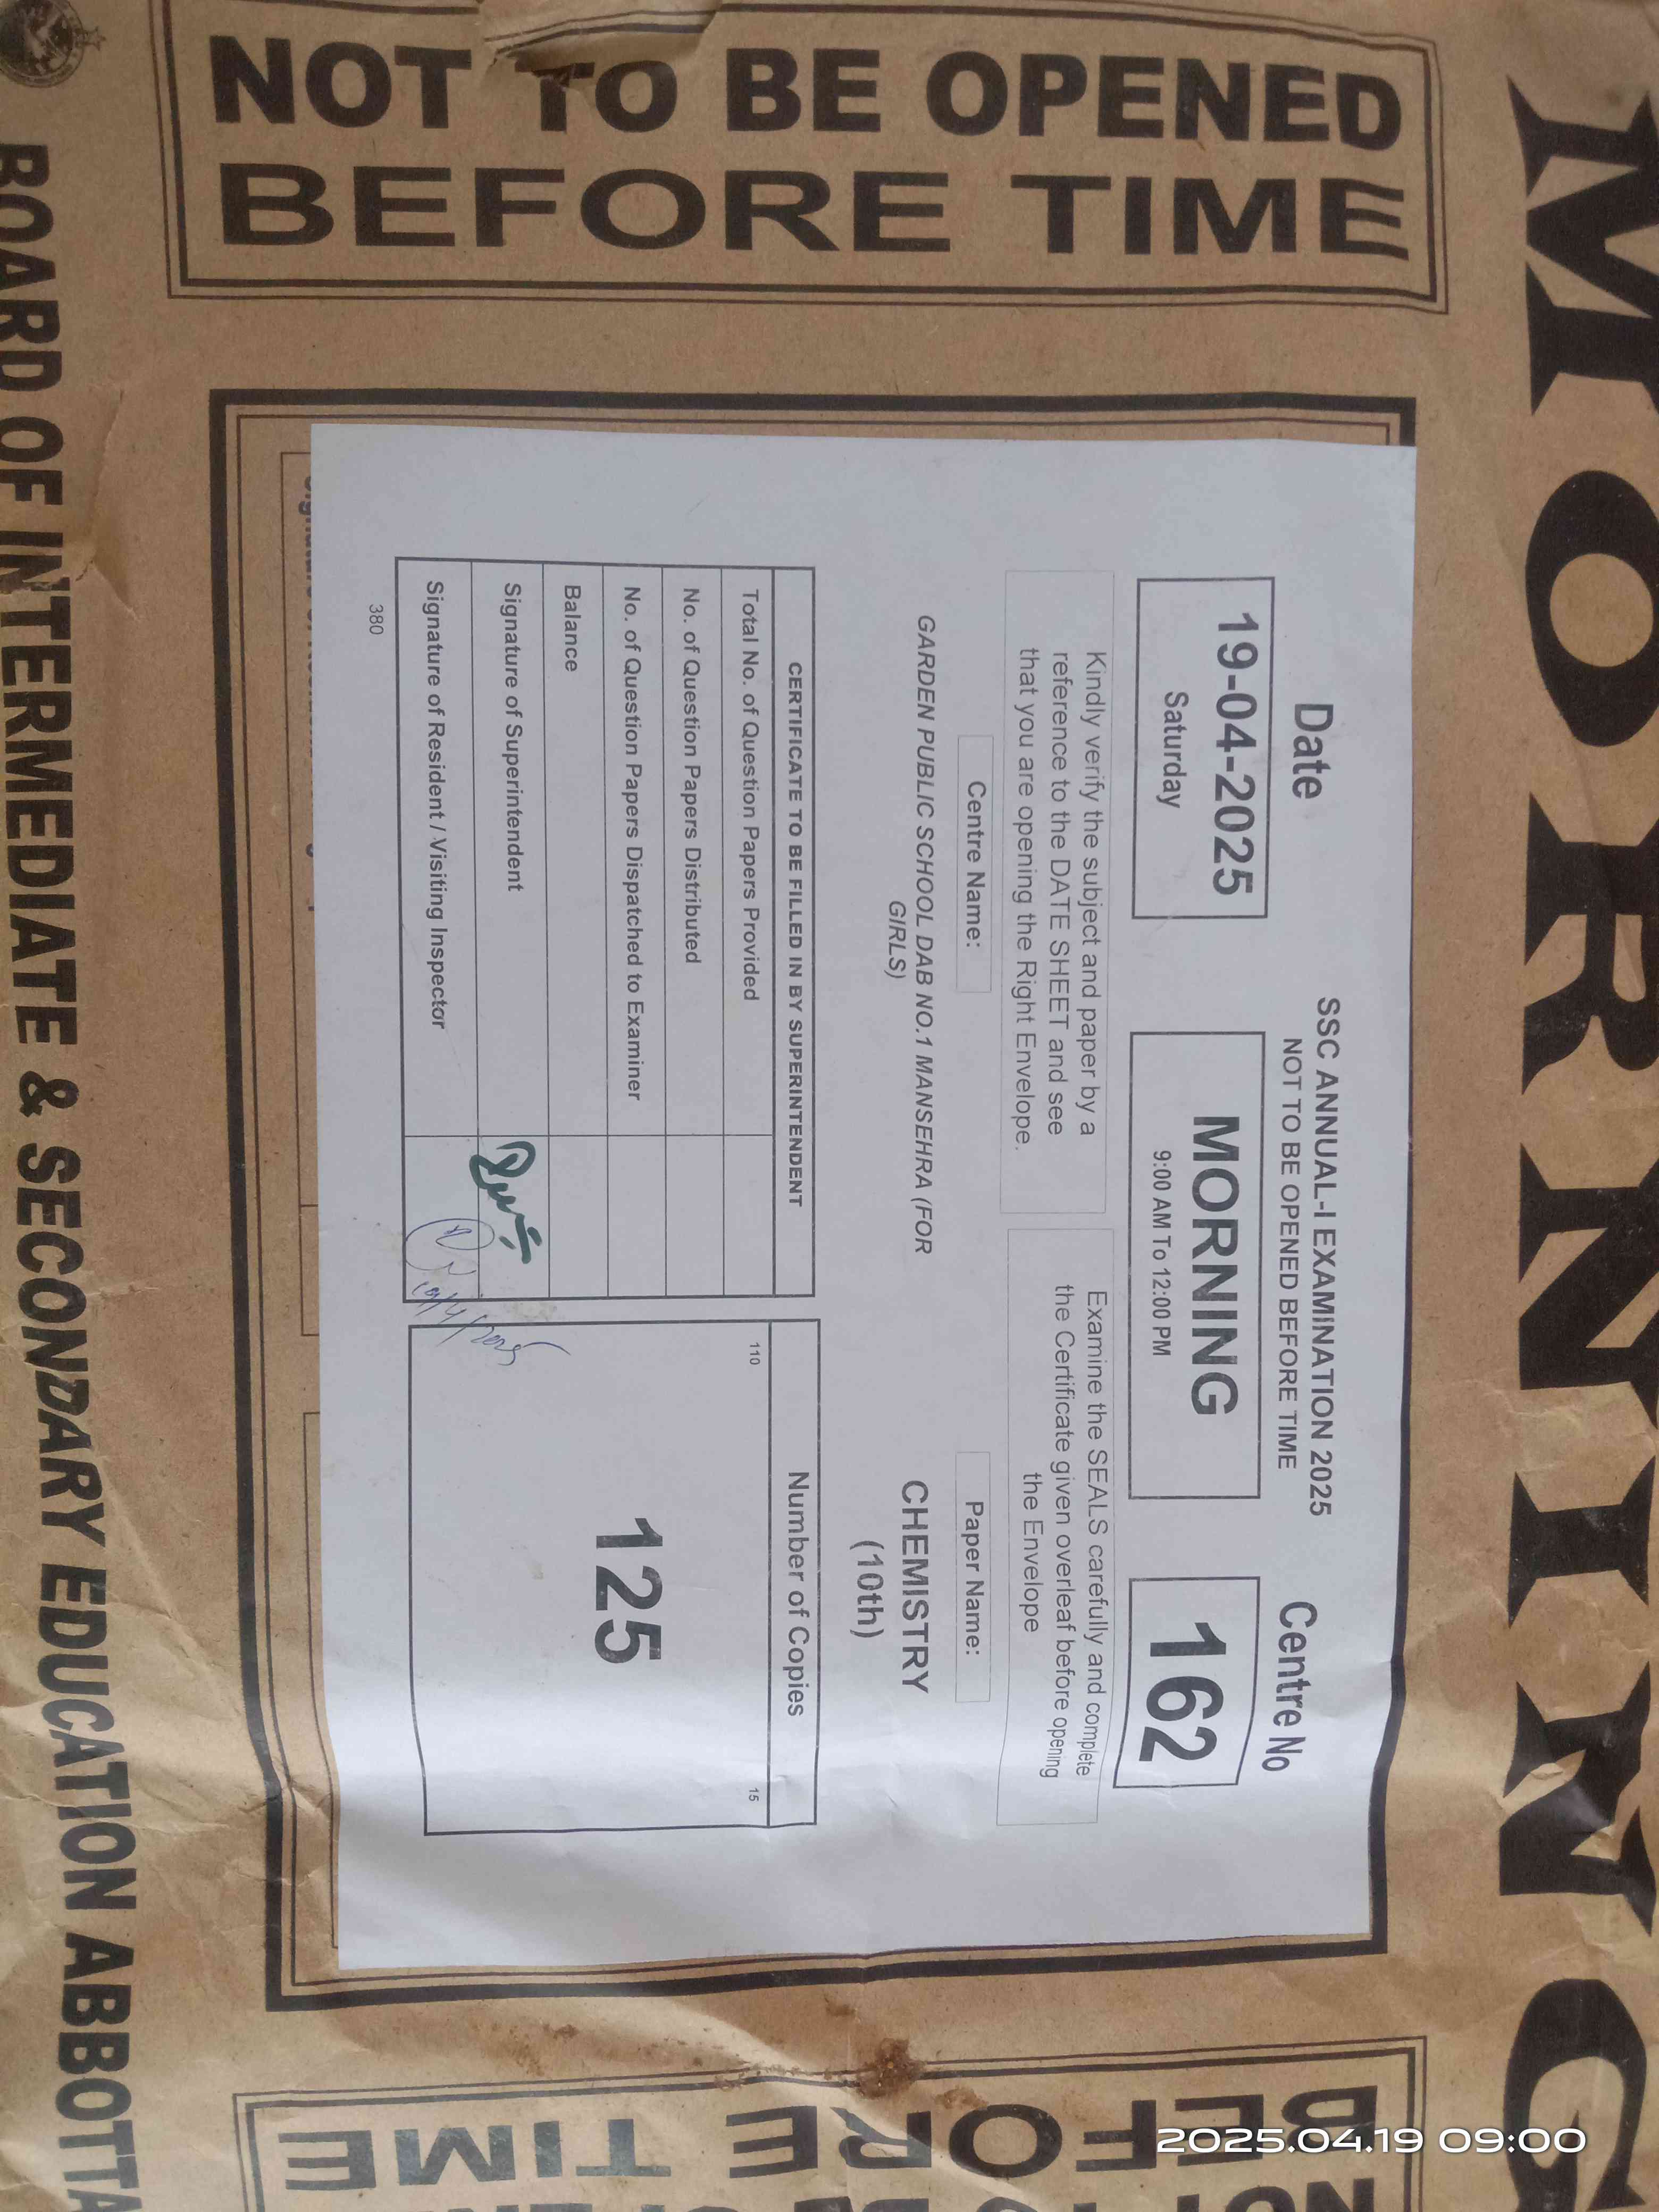 MORNING
NOT TO BE OPENED
BEFORE TIME
SSC ANNUAL-I EXAMINATION 2025
NOT TO BE OPENED BEFORE TIME
Date
Centre No
19-04-2025
Saturday
MORNING
9:00 AM To 12:00 PM
162
Kindly verify the subject and paper by a
reference to the DATE SHEET and see
that you are opening the Right Envelope.
Examine the SEALS carefully and complete
the Certificate given overleaf before opening
the Envelope
Centre Name:
Paper Name:
GARDEN PUBLIC SCHOOL DAB NO.1 MANSEHRA (FOR
GIRLS)
CHEMISTRY
(10th)
CERTIFICATE TO BE FILLED IN BY SUPERINTENDENT
Total No. of Question Papers Provided
No. of Question Papers Distributed
No. of Question Papers Dispatched to Examiner
Balance
Signature of Superintendent
Signature of Resident / Visiting Inspector
19/4/2025
380
Number of Copies
110
15
125
TIME
BOARD OF INTERMEDIATE & SECONDARY EDUCATION ABBOTTA
2025.04.19 09:00